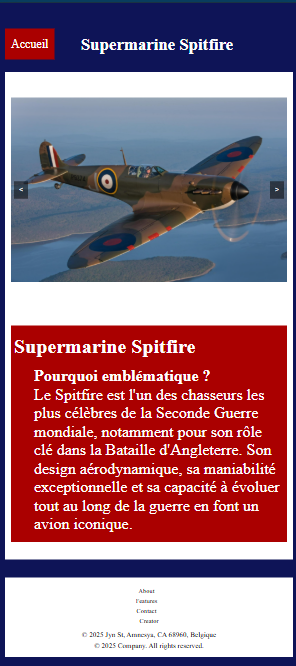 Accueil
Supermarine Spitfire
<
>
Supermarine Spitfire
Pourquoi emblématique ?
Le Spitfire est l'un des chasseurs les
plus célèbres de la Seconde Guerre
mondiale, notamment pour son rôle
clé dans la Bataille d'Angleterre. Son
design aérodynamique, sa maniabilité
exceptionnelle et sa capacité à évoluer
tout au long de la guerre en font un
avion iconique.
About
Features
Contact
Creator
© 2025 Jyn St, Amnesya, CA 68960, Belgique
© 2025 Company. All rights reserved.